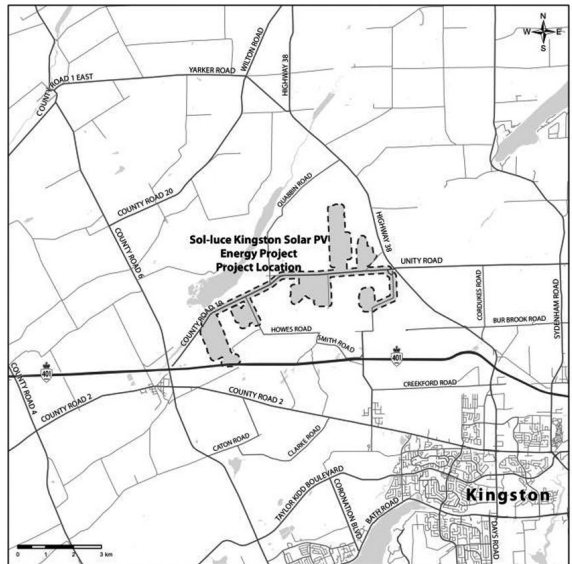 N
W E
S
COUNTY ROAD 1 EAST
YARKER ROAD
WILTON ROAD
HIGHWAY 38
COUNTY ROAD 20
QUABBIN ROAD
COUNTY ROAD 6
Sol-luce Kingston Solar PV
Energy Project
Project Location
HIGHWAY 38
UNITY ROAD
COUNTY ROAD 19
CORDUKES ROAD
SYDENHAM ROAD
BUR BROOK ROAD
HOWES ROAD
SMITH ROAD
401
401
COUNTY ROAD 4
COUNTY ROAD 2
COUNTY ROAD 2
CREEKFORD ROAD
CATON ROAD
CLARKE ROAD
TAYLOR KIDD BOULEVARD
CORONATION BLVD
BATH ROAD
Kingston
DAYS ROAD
0 1 2 3 km